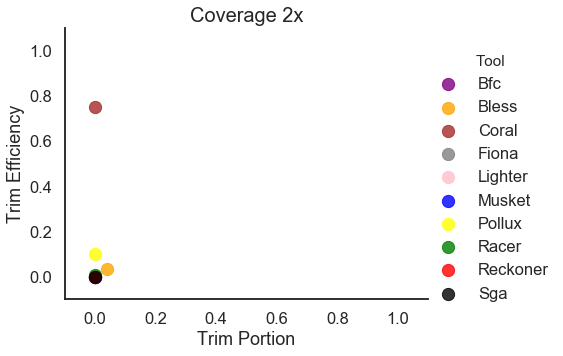 Coverage 2x
Trim Efficiency
1.0
0.8
0.6
0.4
0.2
0.0
0.0 0.2 0.4 0.6 0.8 1.0
Trim Portion
Tool
Bfc
Bless
Coral
Fiona
Lighter
Musket
Pollux
Racer
Reckoner
Sga